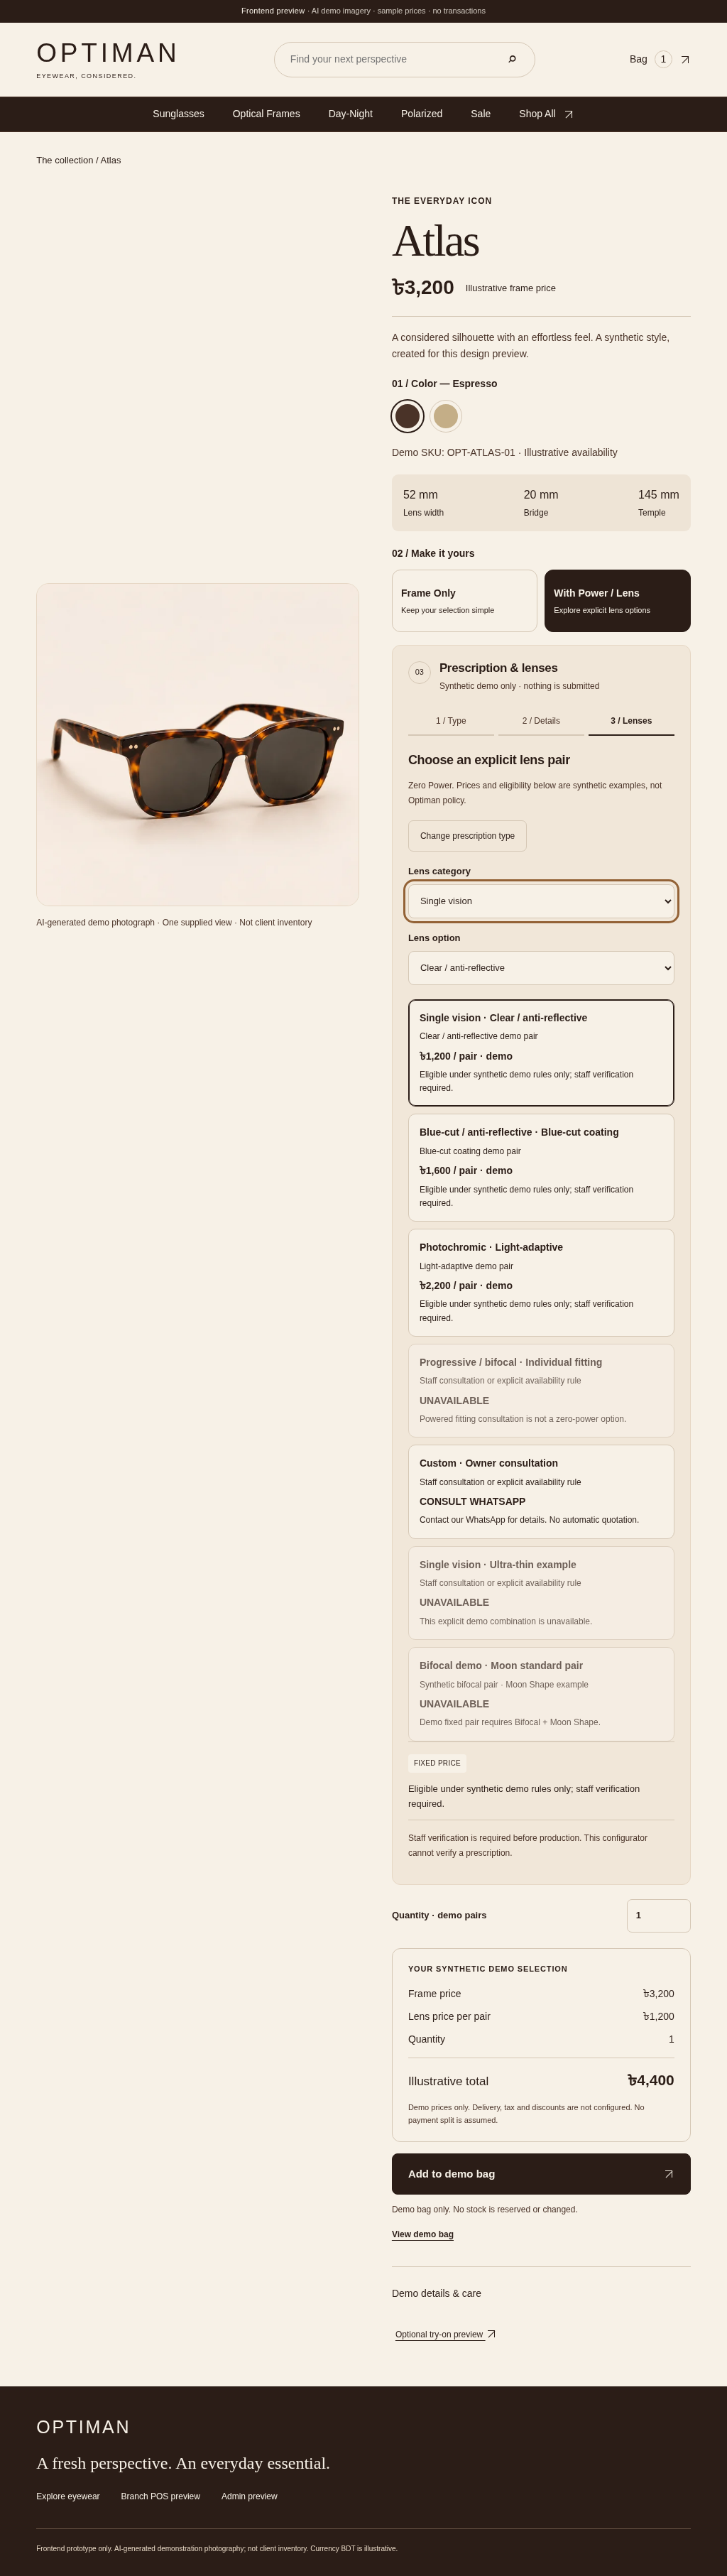 Frontend preview · AI demo imagery · sample prices · no transactions
OPTIMAN
EYEWEAR, CONSIDERED.
Find your next perspective
Bag 1
Sunglasses Optical Frames Day-Night Polarized Sale Shop All
The collection / Atlas
THE EVERYDAY ICON
Atlas
৳3,200 Illustrative frame price
A considered silhouette with an effortless feel. A synthetic style,
created for this design preview.
01 / Color — Espresso
Demo SKU: OPT-ATLAS-01 · Illustrative availability
52 mm 20 mm 145 mm
Lens width Bridge Temple
02 / Make it yours
Frame Only
Keep your selection simple
With Power / Lens
Explore explicit lens options
03
Prescription & lenses
Synthetic demo only · nothing is submitted
1 / Type 2 / Details 3 / Lenses
Choose an explicit lens pair
Zero Power. Prices and eligibility below are synthetic examples, not
Optiman policy.
Change prescription type
Lens category
Single vision
Lens option
Clear / anti-reflective
Single vision · Clear / anti-reflective
Clear / anti-reflective demo pair
৳1,200 / pair · demo
Eligible under synthetic demo rules only; staff verification
required.
Blue-cut / anti-reflective · Blue-cut coating
Blue-cut coating demo pair
৳1,600 / pair · demo
Eligible under synthetic demo rules only; staff verification
required.
Photochromic · Light-adaptive
Light-adaptive demo pair
৳2,200 / pair · demo
Eligible under synthetic demo rules only; staff verification
required.
Progressive / bifocal · Individual fitting
Staff consultation or explicit availability rule
UNAVAILABLE
Powered fitting consultation is not a zero-power option.
Custom · Owner consultation
Staff consultation or explicit availability rule
CONSULT WHATSAPP
Contact our WhatsApp for details. No automatic quotation.
Single vision · Ultra-thin example
Staff consultation or explicit availability rule
UNAVAILABLE
This explicit demo combination is unavailable.
Bifocal demo · Moon standard pair
Synthetic bifocal pair · Moon Shape example
UNAVAILABLE
Demo fixed pair requires Bifocal + Moon Shape.
FIXED PRICE
Eligible under synthetic demo rules only; staff verification
required.
Staff verification is required before production. This configurator
cannot verify a prescription.
AI-generated demo photograph · One supplied view · Not client inventory
Quantity · demo pairs 1
YOUR SYNTHETIC DEMO SELECTION
Frame price ৳3,200
Lens price per pair ৳1,200
Quantity 1
Illustrative total ৳4,400
Demo prices only. Delivery, tax and discounts are not configured. No
payment split is assumed.
Add to demo bag
Demo bag only. No stock is reserved or changed.
View demo bag
Demo details & care
Optional try-on preview
OPTIMAN
A fresh perspective. An everyday essential.
Explore eyewear Branch POS preview Admin preview
Frontend prototype only. AI-generated demonstration photography; not client inventory. Currency BDT is illustrative.